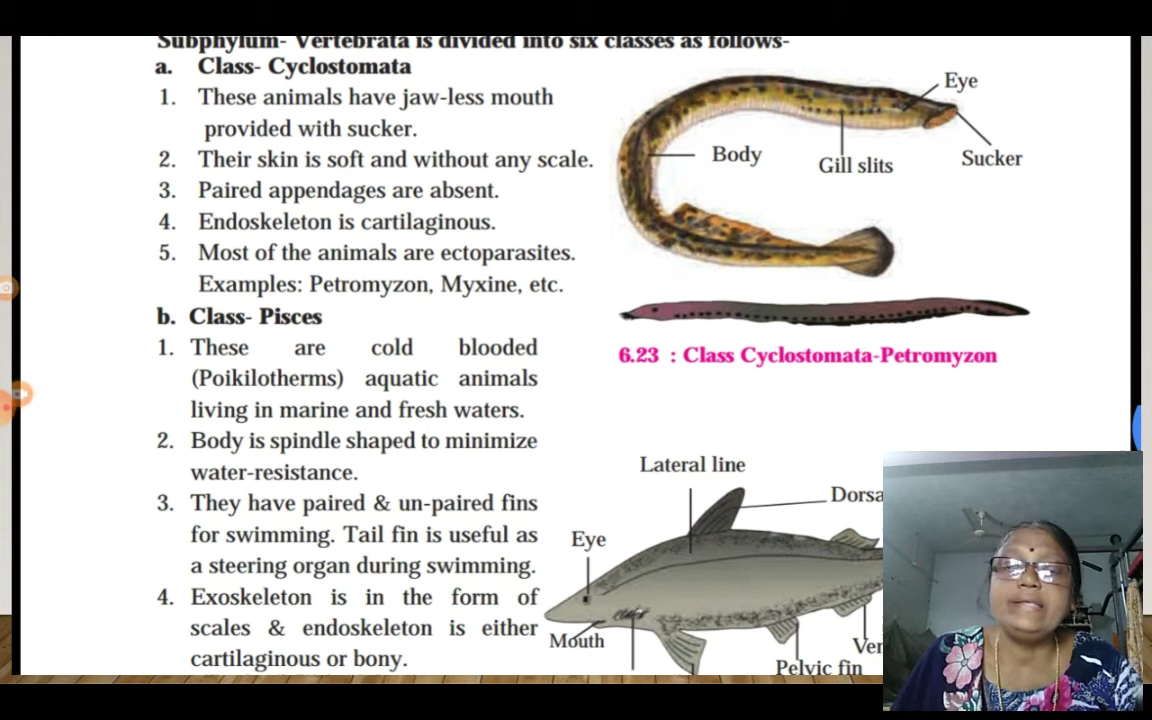 Subphylum- Vertebrata is divided into six classes as follows-
a. Class- Cyclostomata
1. These animals have jaw-less mouth
provided with sucker.
2. Their skin is soft and without any scale.
3. Paired appendages are absent.
4. Endoskeleton is cartilaginous.
5. Most of the animals are ectoparasites.
Examples: Petromyzon, Myxine, etc.
b. Class- Pisces
1. These are cold blooded
(Poikilotherms) aquatic animals
living in marine and fresh waters.
2. Body is spindle shaped to minimize
water-resistance.
3. They have paired & un-paired fins
for swimming. Tail fin is useful as
a steering organ during swimming.
4. Exoskeleton is in the form of
scales & endoskeleton is either
cartilaginous or bony.
Eye
Body
Gill slits
Sucker
6.23 : Class Cyclostomata-Petromyzon
Lateral line
Dorsa
Eye
Mouth
Ver
Pelvic fin